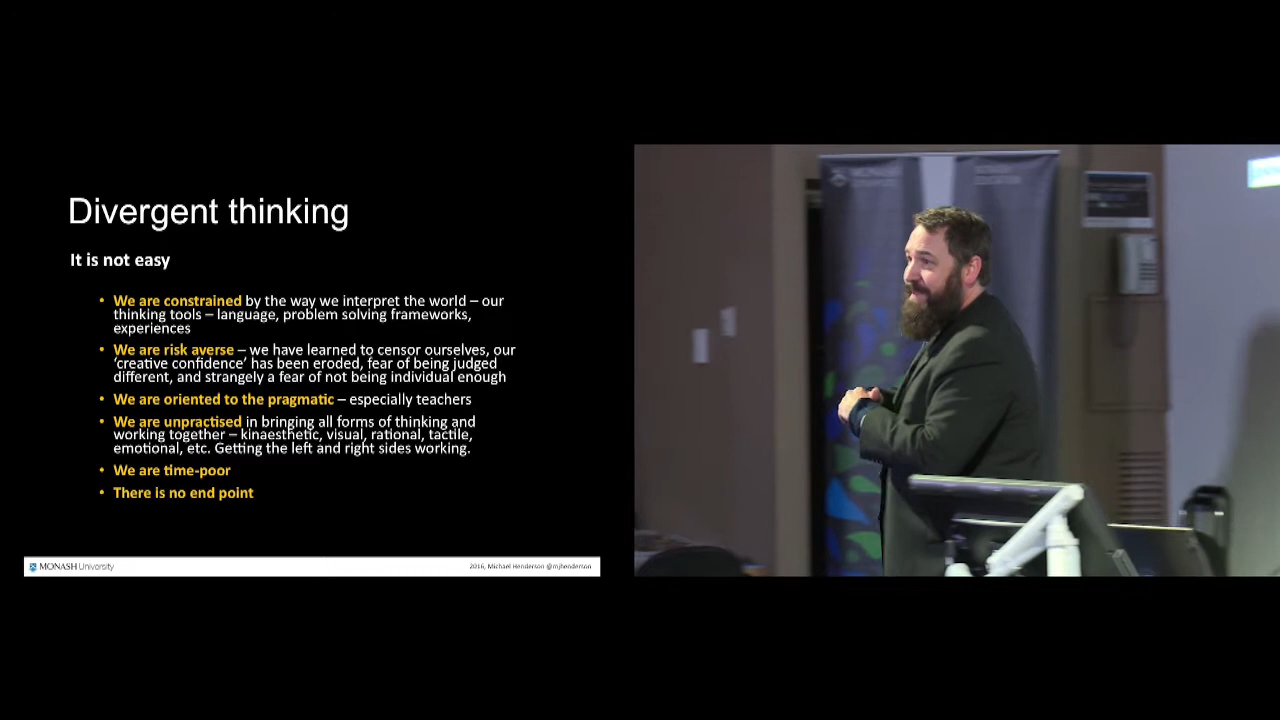 Divergent thinking
It is not easy
• We are constrained by the way we interpret the world – our
thinking tools – language, problem solving frameworks,
experiences
• We are risk averse – we have learned to censor ourselves, our
‘creative confidence’ has been eroded, fear of being judged
different, and strangely a fear of not being individual enough
• We are oriented to the pragmatic – especially teachers
• We are unpractised in bringing all forms of thinking and
working together – kinaesthetic, visual, rational, tactile,
emotional, etc. Getting the left and right sides working.
• We are time-poor
• There is no end point
MONASH University
2016, Michael Henderson @mjhenderson
MONASH